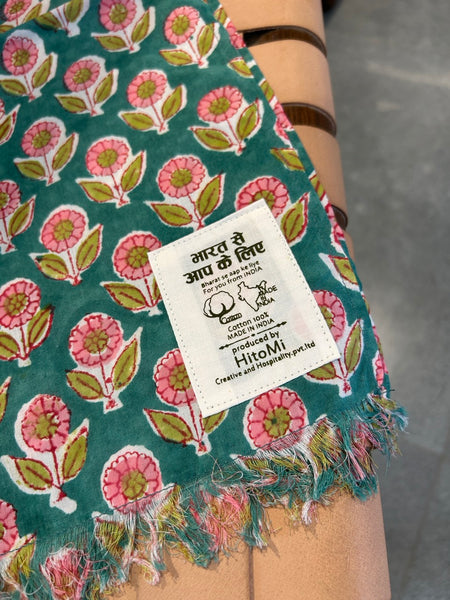 भारत से
आप के लिए
Bharat se aap ke liye
For you from INDIA
MADE
IN
INDIA
Cotton 100%
MADE IN INDIA
produced by
HitoMi
Creative and Hospitality.pvt.ltd